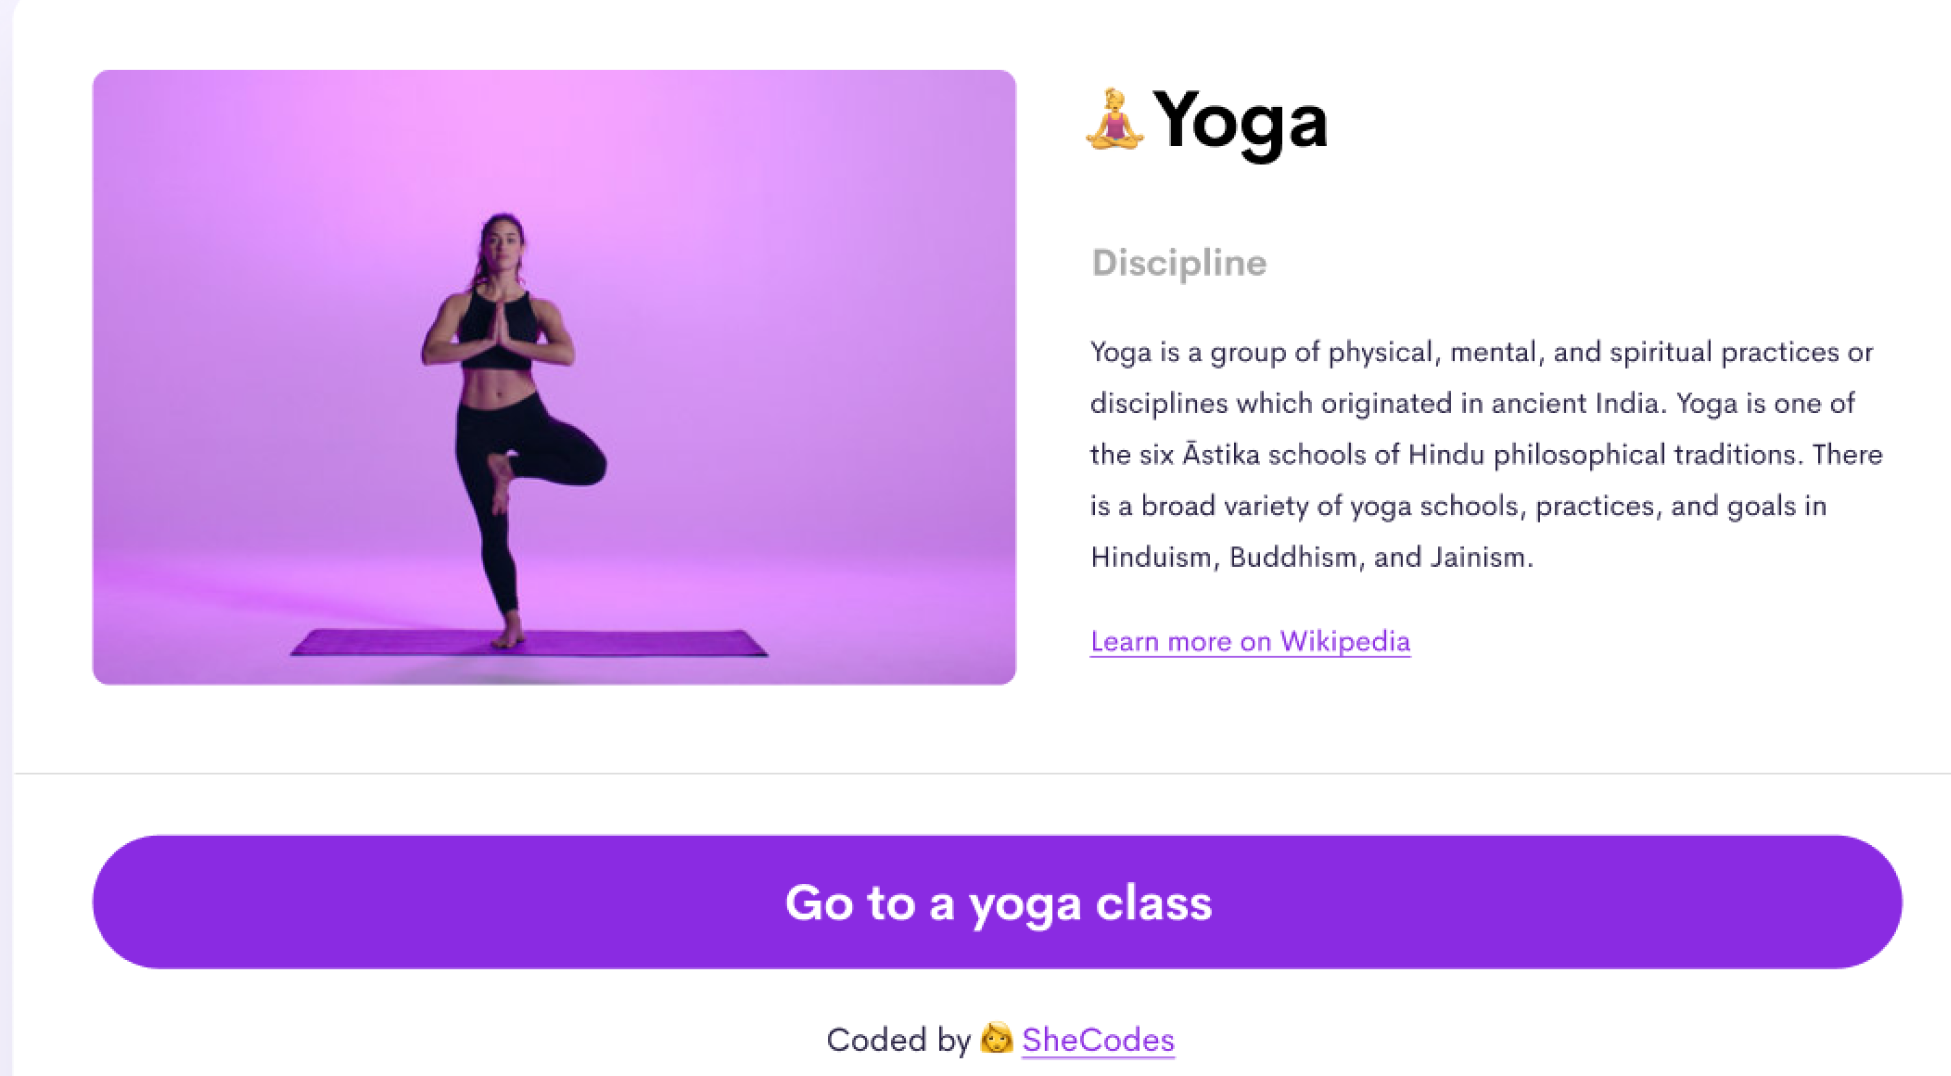 🧘‍♀️Yoga
Discipline
Yoga is a group of physical, mental, and spiritual practices or
disciplines which originated in ancient India. Yoga is one of
the six Āstika schools of Hindu philosophical traditions. There
is a broad variety of yoga schools, practices, and goals in
Hinduism, Buddhism, and Jainism.
Learn more on Wikipedia
Go to a yoga class
Coded by 👩 SheCodes